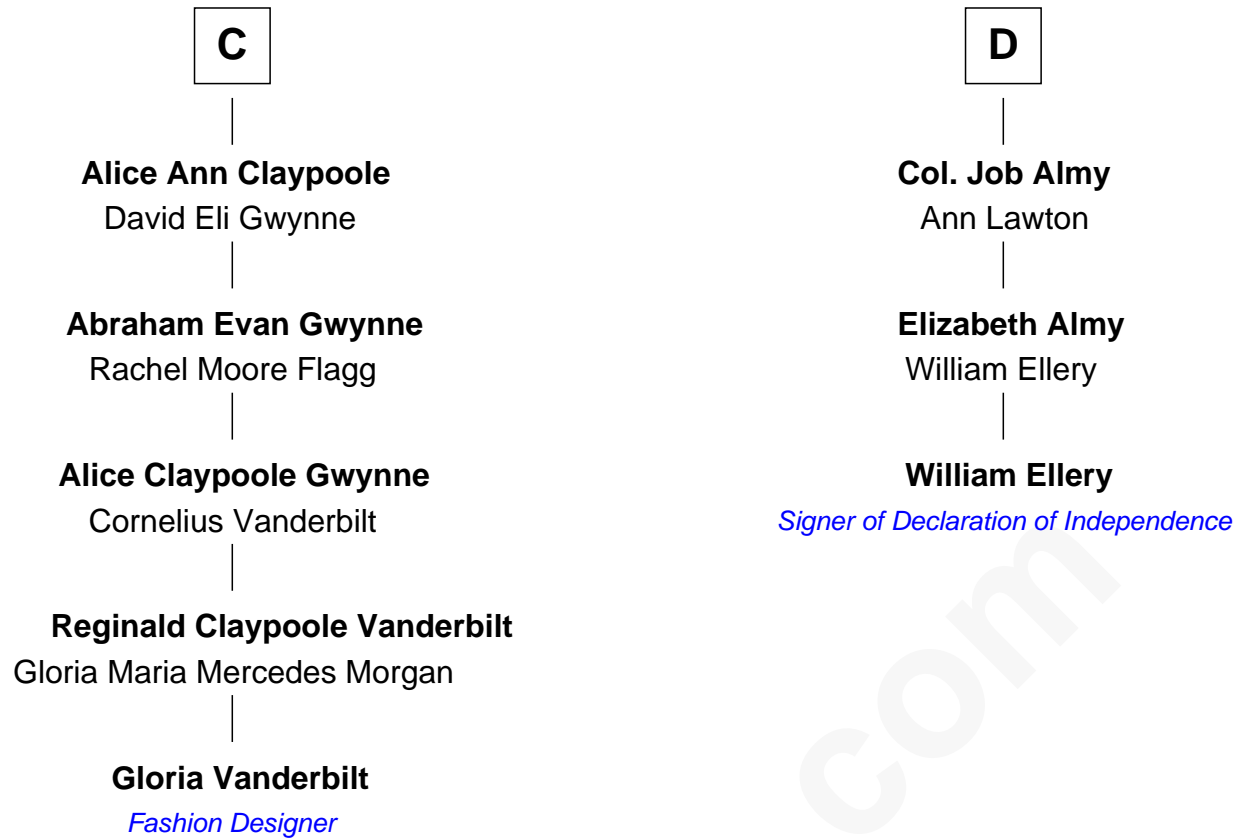 C
Alice Ann Claypoole
David Eli Gwynne
Abraham Evan Gwynne
Rachel Moore Flagg
Alice Claypoole Gwynne
Cornelius Vanderbilt
Reginald Claypoole Vanderbilt
Gloria Maria Mercedes Morgan
Gloria Vanderbilt
Fashion Designer
D
Col. Job Almy
Ann Lawton
Elizabeth Almy
William Ellery
William Ellery
Signer of Declaration of Independence
com